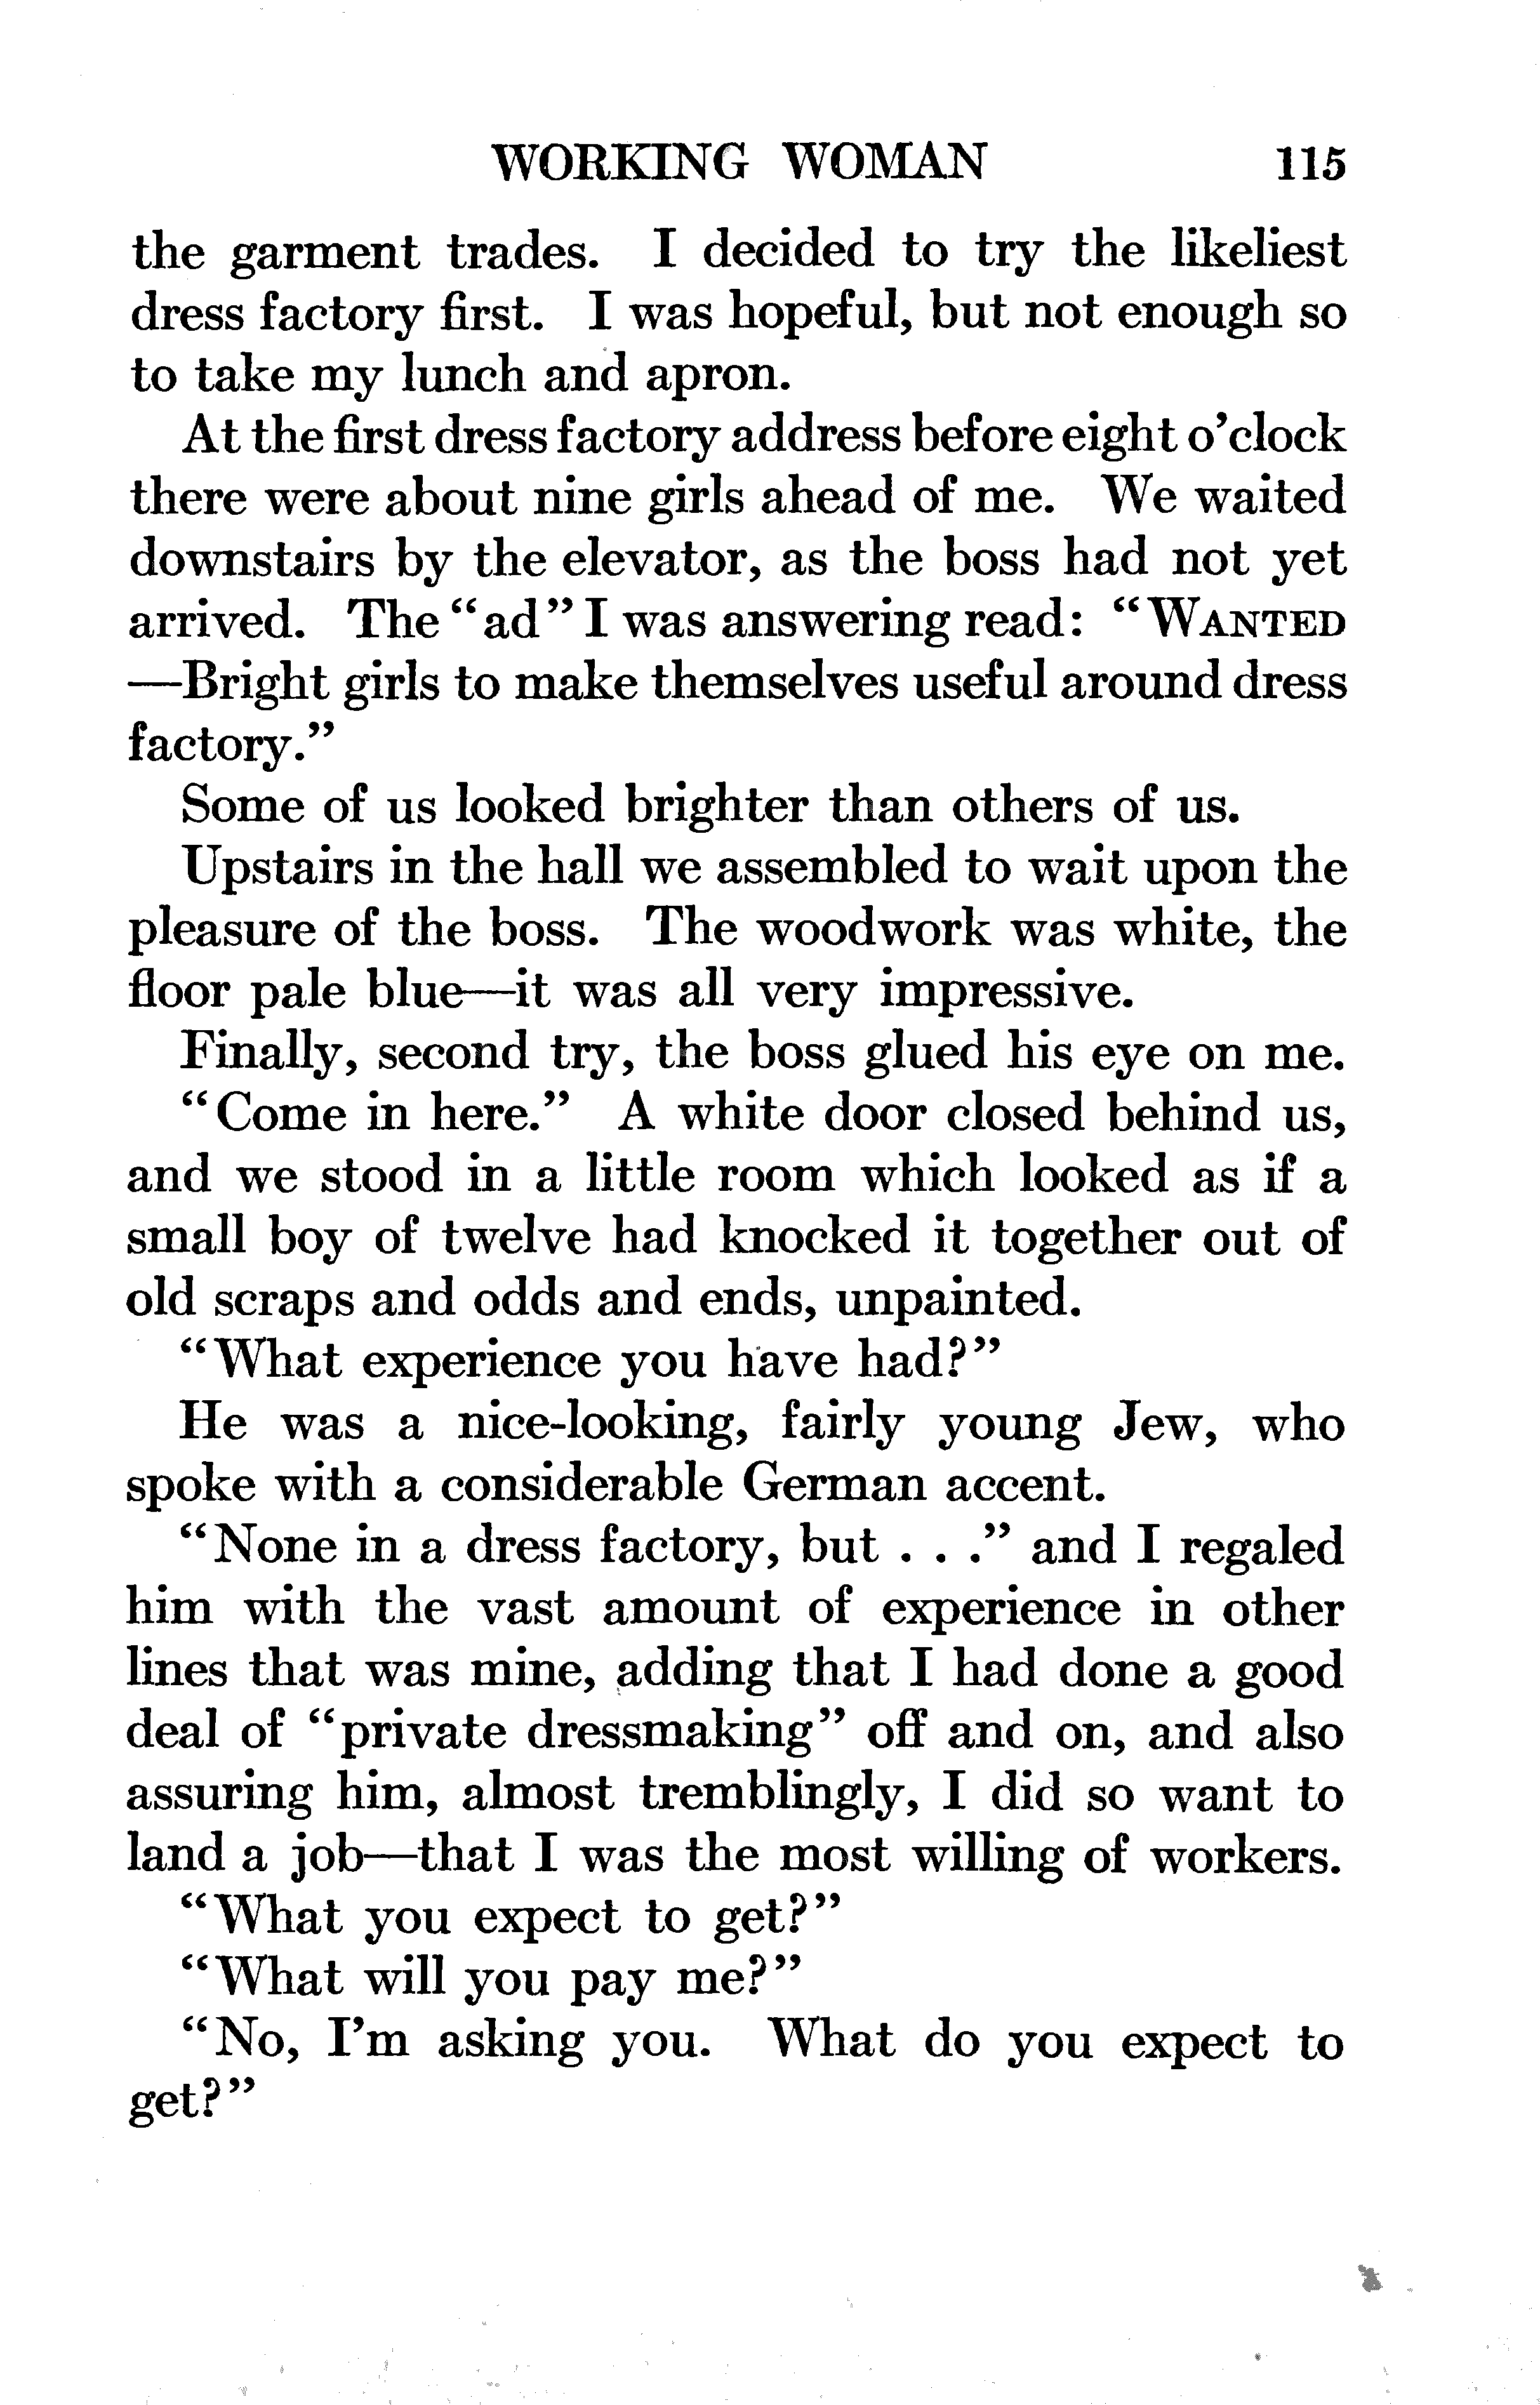 WORKING WOMAN 115
the garment trades. I decided to try the likeliest
dress factory first. I was hopeful, but not enough so
to take my lunch and apron.
At the first dress factory address before eight o'clock
there were about nine girls ahead of me. We waited
downstairs by the elevator, as the boss had not yet
arrived. The "ad" I was answering read: "WANTED
—Bright girls to make themselves useful around dress
factory."
Some of us looked brighter than others of us.
Upstairs in the hall we assembled to wait upon the
pleasure of the boss. The woodwork was white, the
floor pale blue—it was all very impressive.
Finally, second try, the boss glued his eye on me.
"Come in here." A white door closed behind us,
and we stood in a little room which looked as if a
small boy of twelve had knocked it together out of
old scraps and odds and ends, unpainted.
"What experience you have had?"
He was a nice-looking, fairly young Jew, who
spoke with a considerable German accent.
"None in a dress factory, but . . ." and I regaled
him with the vast amount of experience in other
lines that was mine, adding that I had done a good
deal of "private dressmaking" off and on, and also
assuring him, almost tremblingly, I did so want to
land a job—that I was the most willing of workers.
"What you expect to get?"
"What will you pay me?"
"No, I'm asking you. What do you expect to
get?"